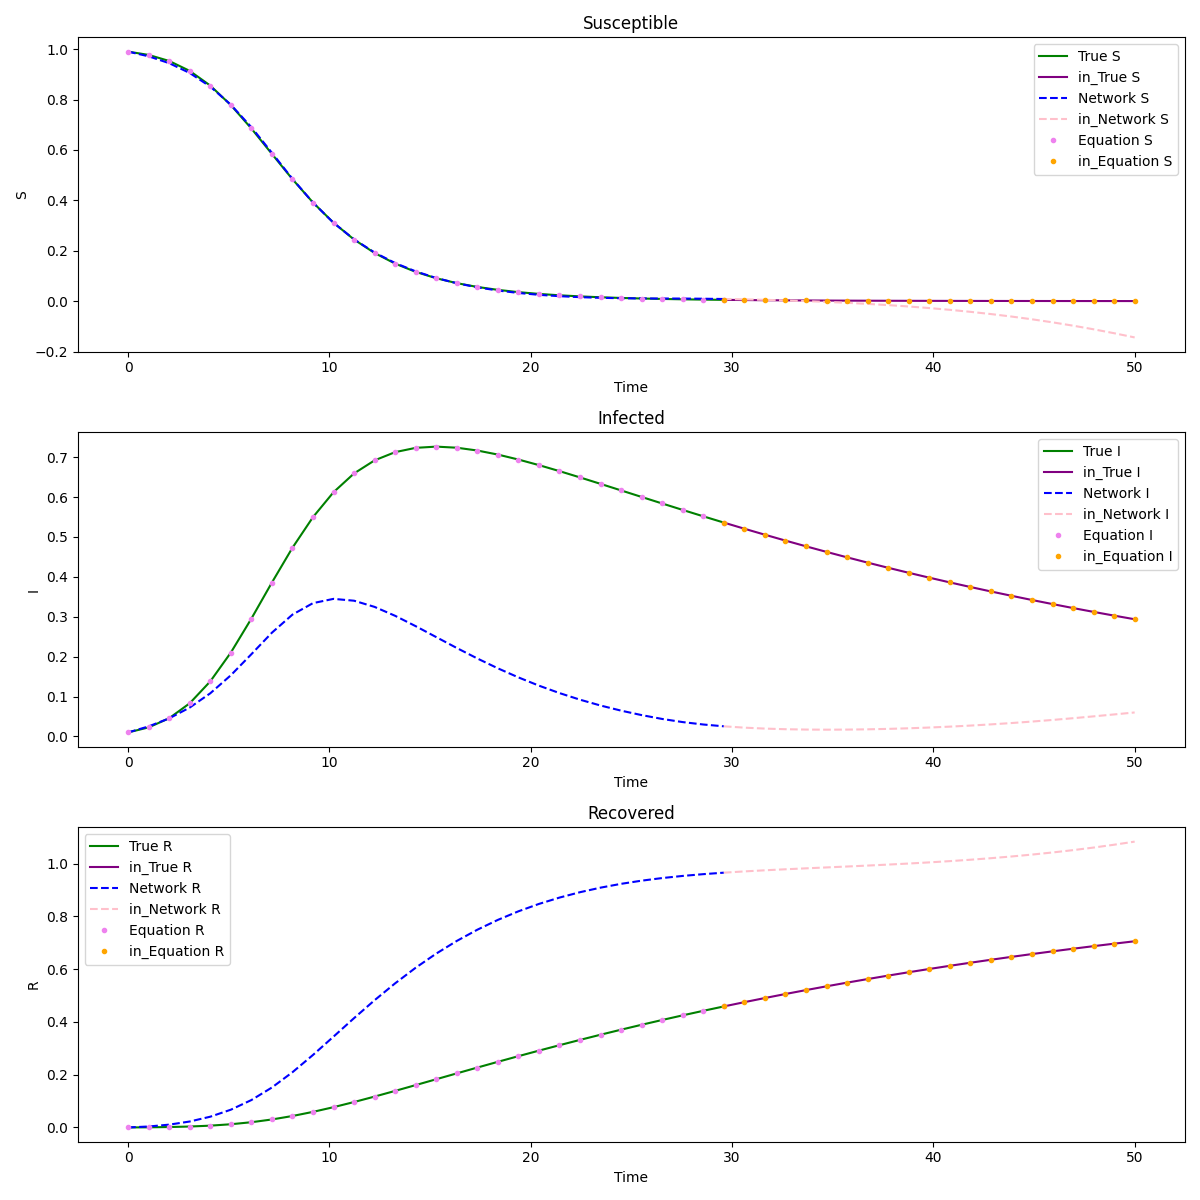 Susceptible
1.0
0.8
0.6
0.4
0.2
0.0
−0.2
S
True S
in_True S
Network S
in_Network S
Equation S
in_Equation S
0 10 20 30 40 50
Time
Infected
0.7
0.6
0.5
0.4
0.3
0.2
0.1
0.0
I
True I
in_True I
Network I
in_Network I
Equation I
in_Equation I
0 10 20 30 40 50
Time
Recovered
1.0
0.8
0.6
0.4
0.2
0.0
R
True R
in_True R
Network R
in_Network R
Equation R
in_Equation R
0 10 20 30 40 50
Time